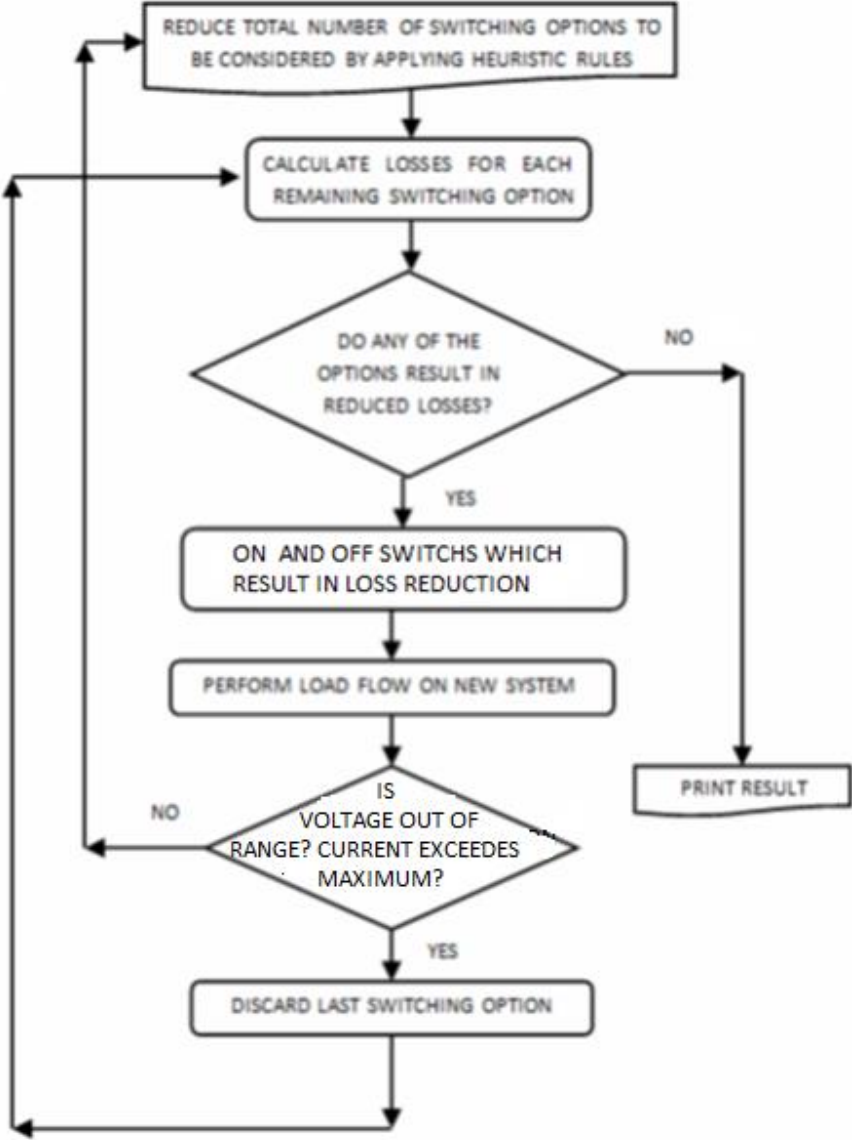 REDUCE TOTAL NUMBER OF SWITCHING OPTIONS TO
BE CONSIDERED BY APPLYING HEURISTIC RULES
CALCULATE LOSSES FOR EACH
REMAINING SWITCHING OPTION
DO ANY OF THE
OPTIONS RESULT IN
REDUCED LOSSES?
NO
YES
ON AND OFF SWITCHS WHICH
RESULT IN LOSS REDUCTION
PERFORM LOAD FLOW ON NEW SYSTEM
PRINT RESULT
IS
VOLTAGE OUT OF
RANGE? CURRENT EXCEEDES
MAXIMUM?
NO
YES
DISCARD LAST SWITCHING OPTION